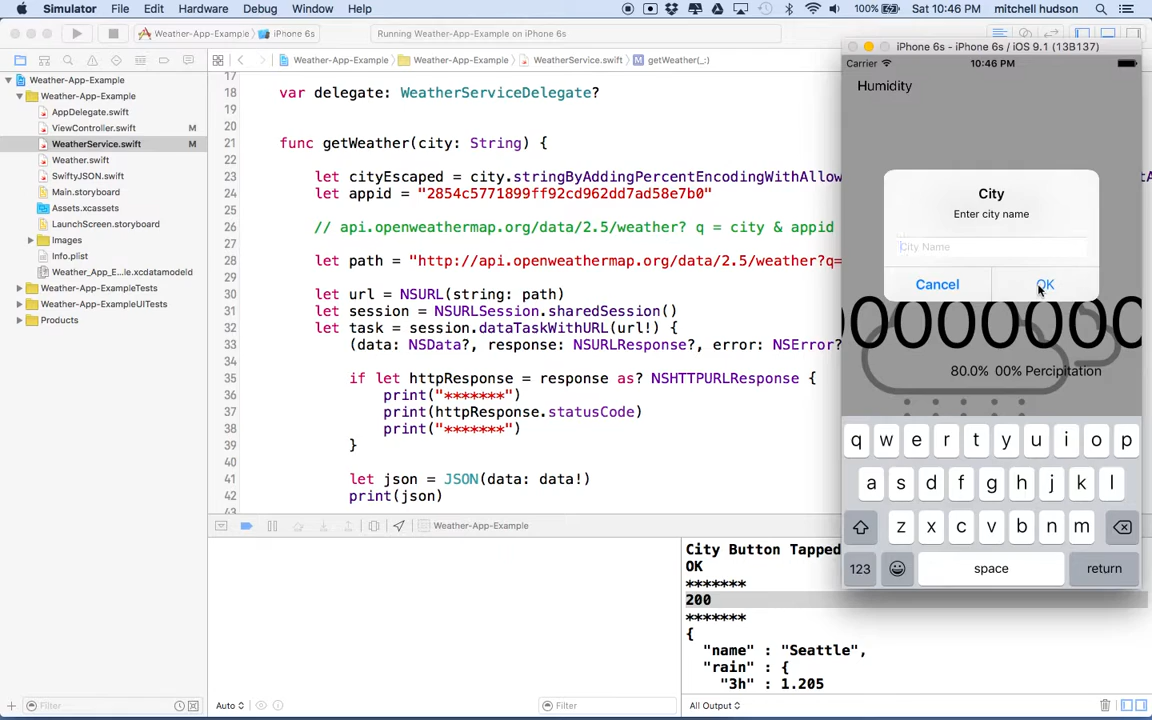 Simulator File Edit Hardware Debug Window Help 100% Sat 10:46 PM mitchell hudson
Weather-App-Example iPhone 6s Running Weather-App-Example on iPhone 6s
iPhone 6s - iPhone 6s / iOS 9.1 (13B137)
Weather-App-Example Weather-App-Example WeatherService.swift getWeather(_:)
Weather-App-Example
Weather-App-Example
AppDelegate.swift
ViewController.swift M
WeatherService.swift M
Weather.swift
SwiftyJSON.swift
Main.storyboard
Assets.xcassets
LaunchScreen.storyboard
Images
Info.plist
Weather_App_E...le.xcdatamodeld
Weather-App-ExampleTests
Weather-App-ExampleUITests
Products
Filter
17
18 var delegate: WeatherServiceDelegate?
19
20
21 func getWeather(city: String) {
22
23 let cityEscaped = city.stringByAddingPercentEncodingWithAllow
24 let appid = "2854c5771899ff92cd962dd7ad58e7b0"
25
26 // api.openweathermap.org/data/2.5/weather? q = city & appid
27
28 let path = "http://api.openweathermap.org/data/2.5/weather?q=
29
30 let url = NSURL(string: path)
31 let session = NSURLSession.sharedSession()
32 let task = session.dataTaskWithURL(url!) {
33 (data: NSData?, response: NSURLResponse?, error: NSError?
34
35 if let httpResponse = response as? NSHTTPURLResponse {
36 print("*******")
37 print(httpResponse.statusCode)
38 print("*******")
39 }
40
41 let json = JSON(data: data!)
42 print(json)
43
Weather-App-Example
Auto
Filter
City Button Tapped
OK
*******
200
*******
{
"name" : "Seattle",
"rain" : {
"3h" : 1.205
All Output
Carrier 10:46 PM
Humidity
City
Enter city name
City Name
Cancel OK
80.0% 00% Percipitation
q w e r t y u i o p
a s d f g h j k l
z x c v b n m
123 space return